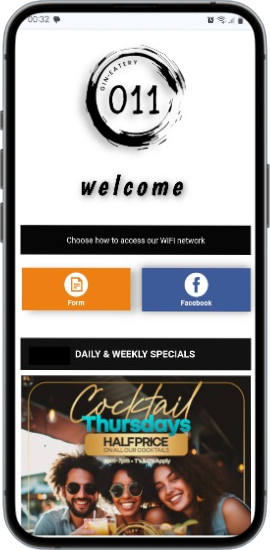 00:32
GIN-EATERY
011
welcome
Choose how to access our WiFi network
Form
Facebook
DAILY & WEEKLY SPECIALS
Cocktail
Thursdays
HALF PRICE
ON ALL OUR COCKTAILS